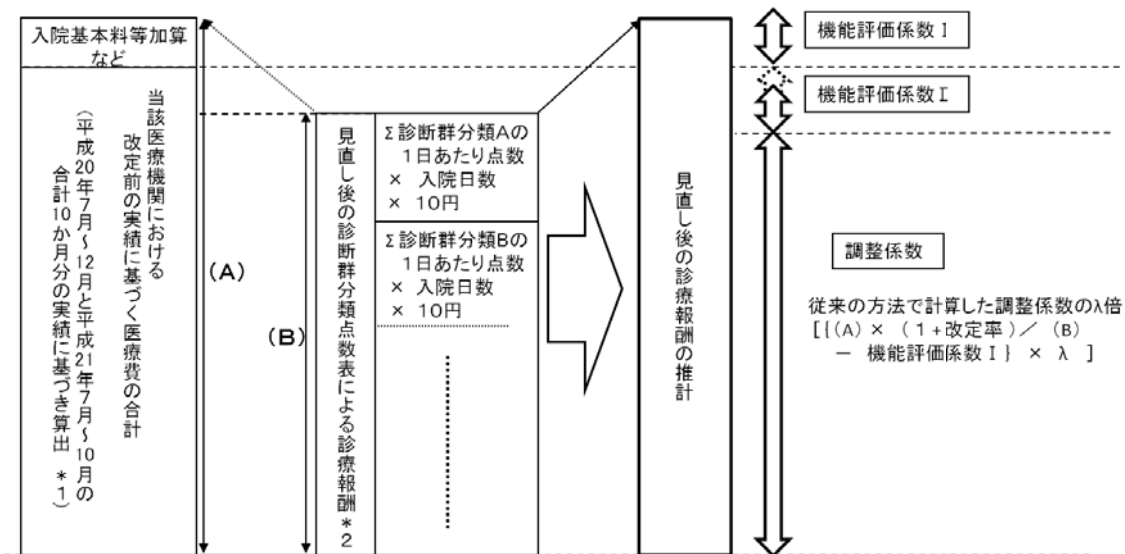 入院基本料等加算
など
当該医療機関における
改定前の実績に基づく医療費の合計
(平成20年7月~12月と平成21年7月~10月の
合計10か月分の実績に基づき算出 *1)
(A)
(B)
見直し後の診断群分類点数表による診療報酬*2
Σ診断群分類Aの
1日あたり点数
× 入院日数
× 10円
Σ診断群分類Bの
1日あたり点数
× 入院日数
× 10円
見直し後の診療報酬の推計
機能評価係数Ⅰ
機能評価係数Ⅱ
調整係数
従来の方法で計算した調整係数のλ倍
[{(A)× (1+改定率)/ (B)
- 機能評価係数Ⅰ} × λ ]